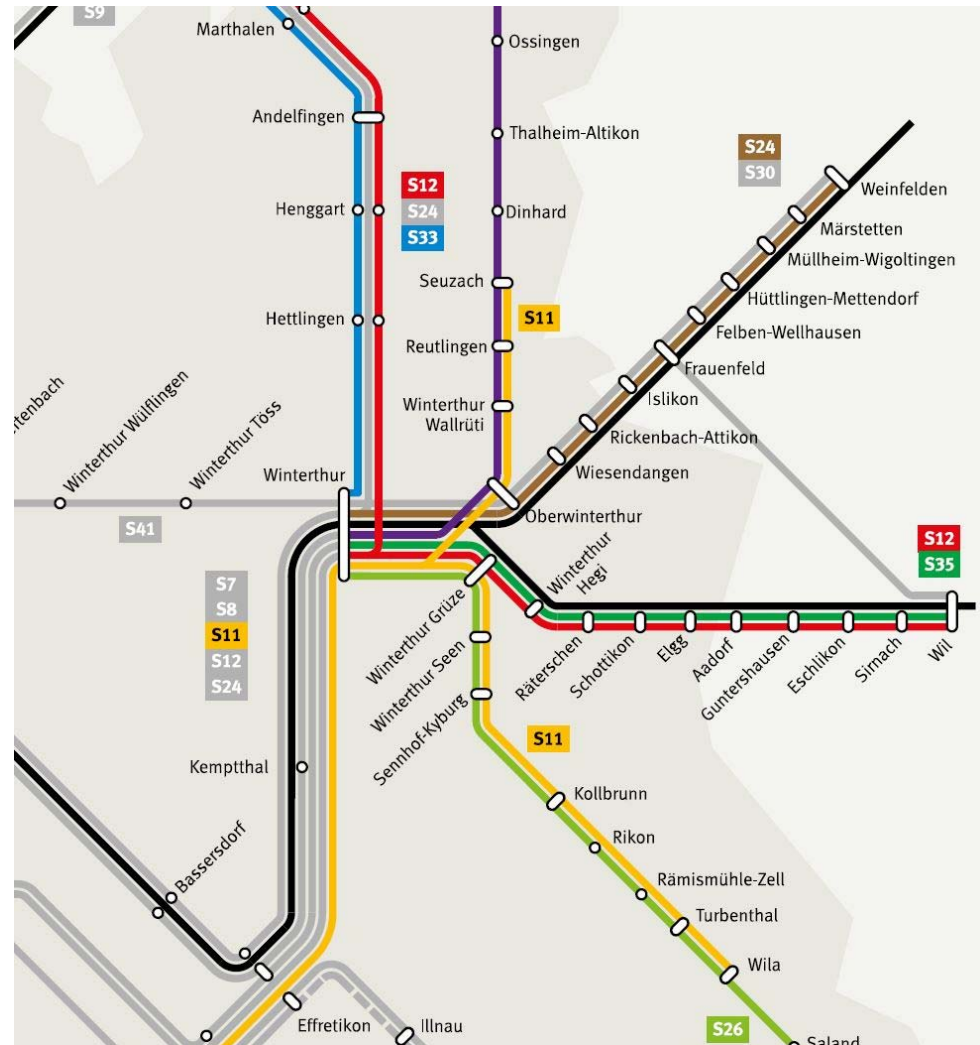 S9
Marthalen
Ossingen
Andelfingen
Thalheim-Altikon
S24
S30
Weinfelden
S12
S24
S33
Henggart
Dinhard
Märstetten
Müllheim-Wigoltingen
Seuzach
Hüttlingen-Mettendorf
S11
Hettlingen
Felben-Wellhausen
Reutlingen
Frauenfeld
Islikon
Winterthur
Wallrüti
Rickenbach-Attikon
itenbach
Winterthur Wülflingen
Winterthur Töss
Winterthur
Wiesendangen
Oberwinterthur
S41
S12
S35
Winterthur
Hegi
S7
S8
S11
S12
S24
Winterthur Grüze
Winterthur Seen
Sennhof-Kyburg
Räterschen
Schottikon
Elgg
Aadorf
Guntershausen
Eschlikon
Sirnach
Wil
S11
Kemptthal
Kollbrunn
Rikon
Bassersdorf
Rämismühle-Zell
Turbenthal
Wila
Effretikon
Illnau
S26
Saland